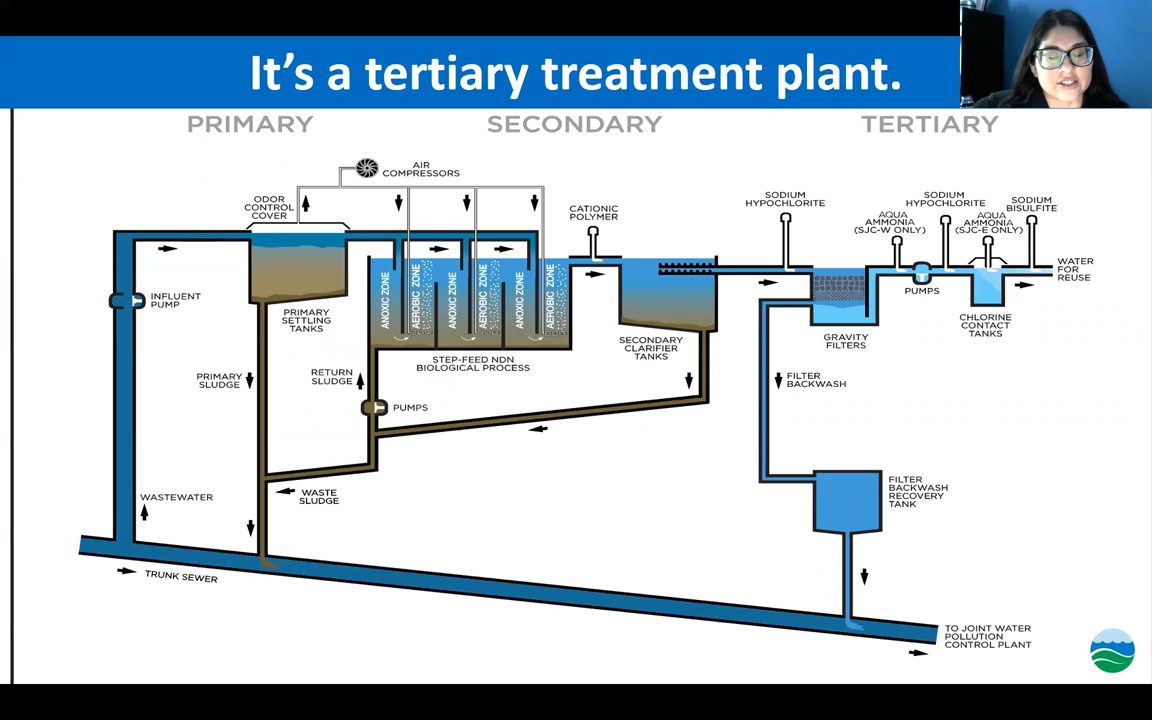 It's a tertiary treatment plant.
PRIMARY
SECONDARY
TERTIARY
AIR
COMPRESSORS
ODOR
CONTROL
COVER
CATIONIC
POLYMER
SODIUM
HYPOCHLORITE
SODIUM
HYPOCHLORITE
SODIUM
BISULFITE
AQUA
AMMONIA
(SJC-W ONLY)
AQUA
AMMONIA
(SJC-E ONLY)
WATER
FOR
REUSE
INFLUENT
PUMP
PRIMARY
SETTLING
TANKS
ANOXIC ZONE
AEROBIC ZONE
ANOXIC ZONE
AEROBIC ZONE
ANOXIC ZONE
AEROBIC ZONE
STEP-FEED NDN
BIOLOGICAL PROCESS
SECONDARY
CLARIFIER
TANKS
PUMPS
GRAVITY
FILTERS
CHLORINE
CONTACT
TANKS
PRIMARY
SLUDGE
RETURN
SLUDGE
PUMPS
FILTER
BACKWASH
WASTEWATER
WASTE
SLUDGE
FILTER
BACKWASH
RECOVERY
TANK
TRUNK SEWER
TO JOINT WATER
POLLUTION
CONTROL PLANT